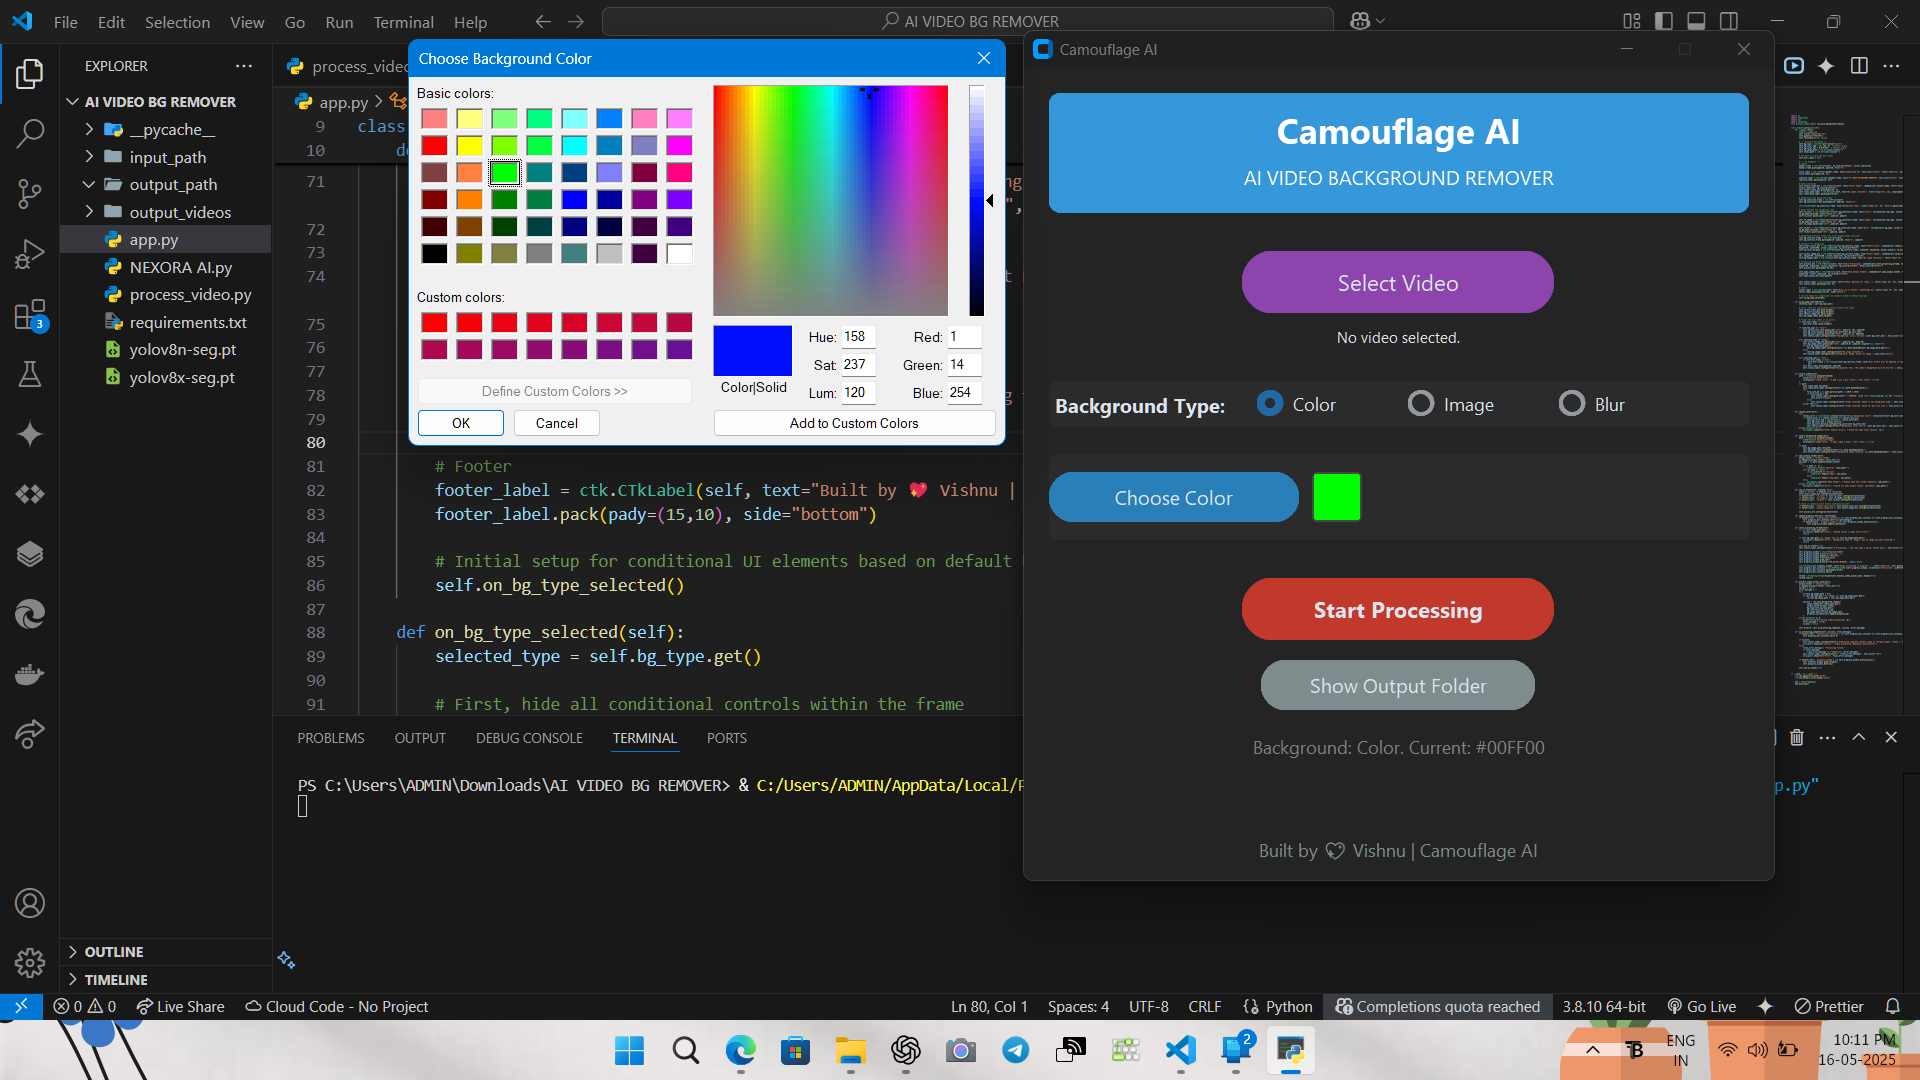 File Edit Selection View Go Run Terminal Help
AI VIDEO BG REMOVER
EXPLORER
AI VIDEO BG REMOVER
__pycache__
input_path
output_path
output_videos
app.py
NEXORA AI.py
process_video.py
requirements.txt
yolov8n-seg.pt
yolov8x-seg.pt
3
OUTLINE
TIMELINE
process_video
app.py >
9 class
10
71
72
73
74
75
76
77
78
79
80
81 # Footer
82 footer_label = ctk.CTkLabel(self, text="Built by 💖 Vishnu |
83 footer_label.pack(pady=(15,10), side="bottom")
84
85 # Initial setup for conditional UI elements based on default
86 self.on_bg_type_selected()
87
88 def on_bg_type_selected(self):
89 selected_type = self.bg_type.get()
90
91 # First, hide all conditional controls within the frame
Choose Background Color
Basic colors:
Custom colors:
Define Custom Colors >>
OK
Cancel
Color|Solid
Hue: 158
Sat: 237
Lum: 120
Red: 1
Green: 14
Blue: 254
Add to Custom Colors
Camouflage AI
Camouflage AI
AI VIDEO BACKGROUND REMOVER
Select Video
No video selected.
Background Type: Color Image Blur
Choose Color
Start Processing
Show Output Folder
Background: Color. Current: #00FF00
Built by 💖 Vishnu | Camouflage AI
PROBLEMS OUTPUT DEBUG CONSOLE TERMINAL PORTS
PS C:\Users\ADMIN\Downloads\AI VIDEO BG REMOVER> & C:/Users/ADMIN/AppData/Local/P
p.py"
0 0 Live Share Cloud Code - No Project
Ln 80, Col 1 Spaces: 4 UTF-8 CRLF Python Completions quota reached 3.8.10 64-bit Go Live Prettier
2
ENG
IN
10:11 PM
16-05-2025